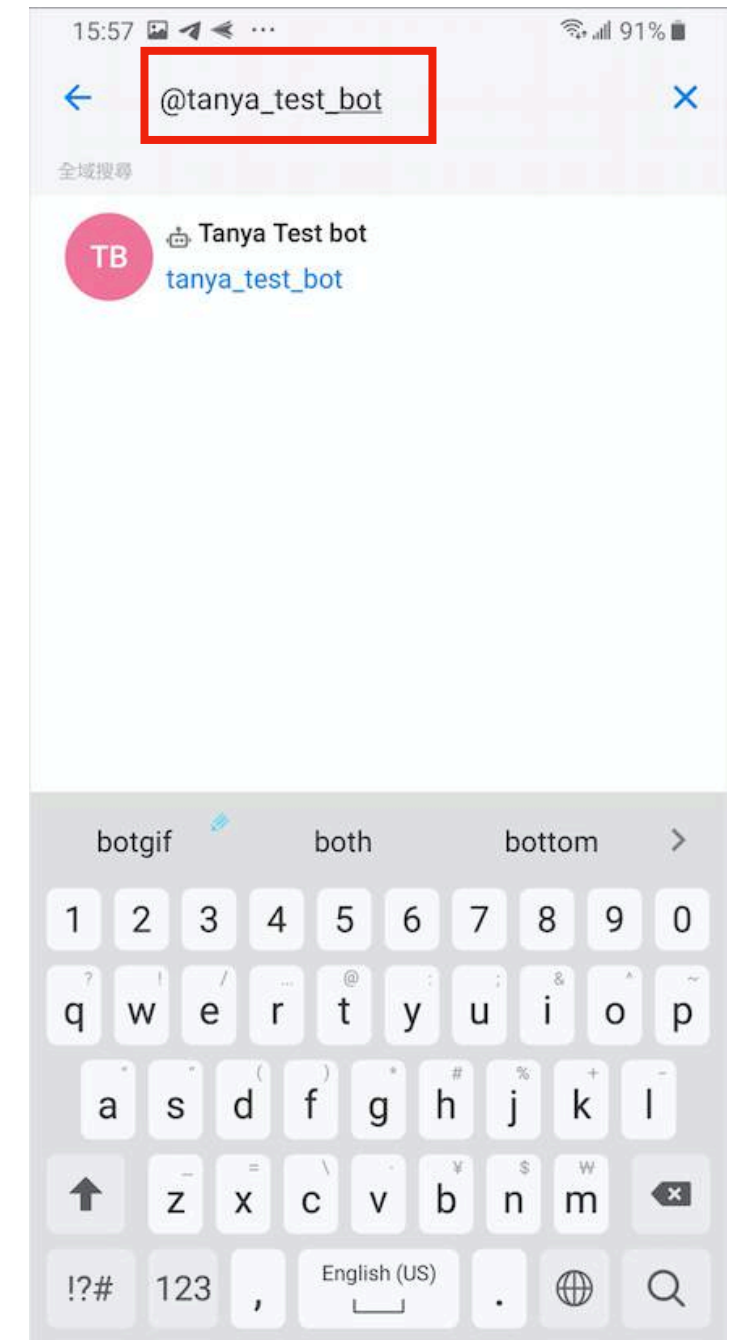 15:57 ... 91%
@tanya_test_bot
全域搜尋
TB
Tanya Test bot
tanya_test_bot
botgif both bottom >
1 2 3 4 5 6 7 8 9 0
? ! / ... @ : ; & ^ ~
q w e r t y u i o p
( ) * # % + -
a s d f g h j k l
_ = \ · ¥ $ ₩
z x c v b n m
!?# 123 , English (US) .